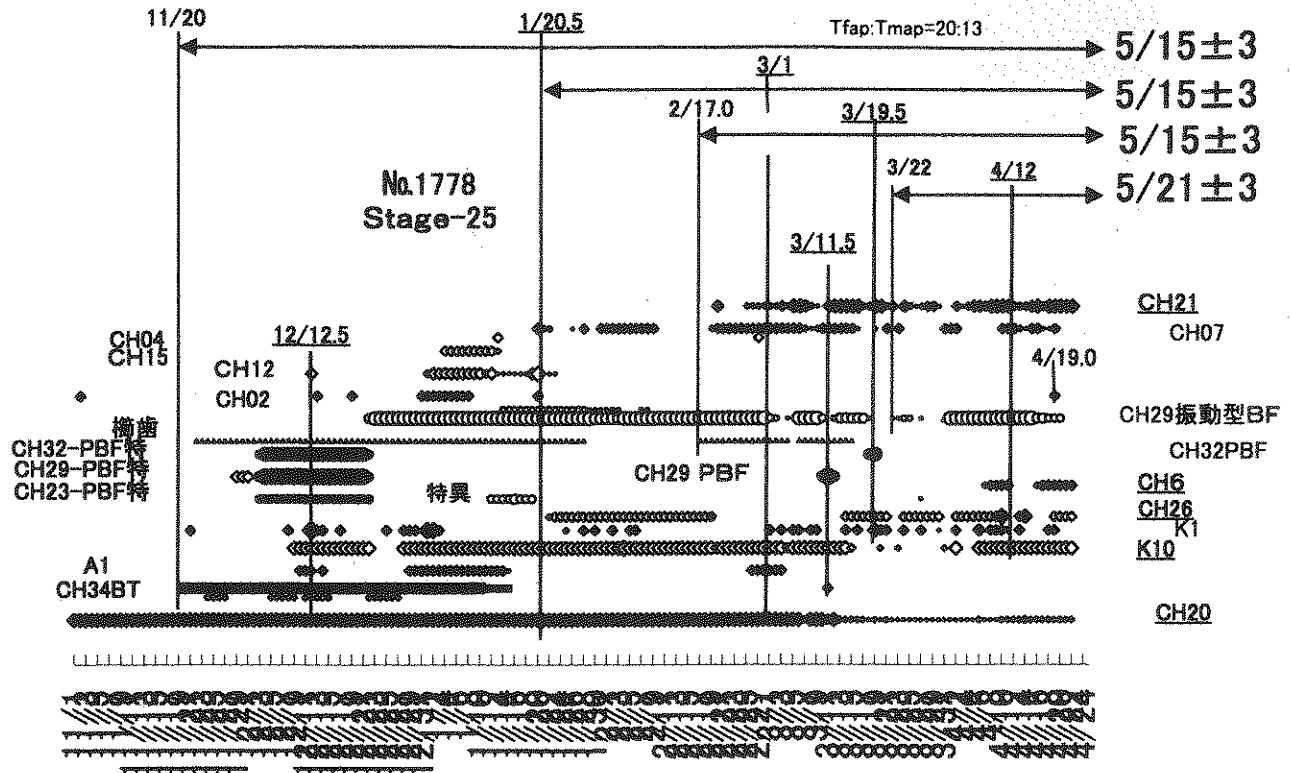 11/20
1/20.5
Tfap:Tmap=20:13
5/15±3
3/1
5/15±3
2/17.0
3/19.5
5/15±3
3/22
4/12
5/21±3
No.1778
Stage-25
3/11.5
CH21
12/12.5
CH04
CH07
CH15
CH12
4/19.0
CH02
CH29振動型BF
櫛歯
CH32-PBF特
CH32PBF
CH29-PBF特
CH29 PBF
CH23-PBF特
特異
CH6
CH26
K1
K10
A1
CH34BT
CH20